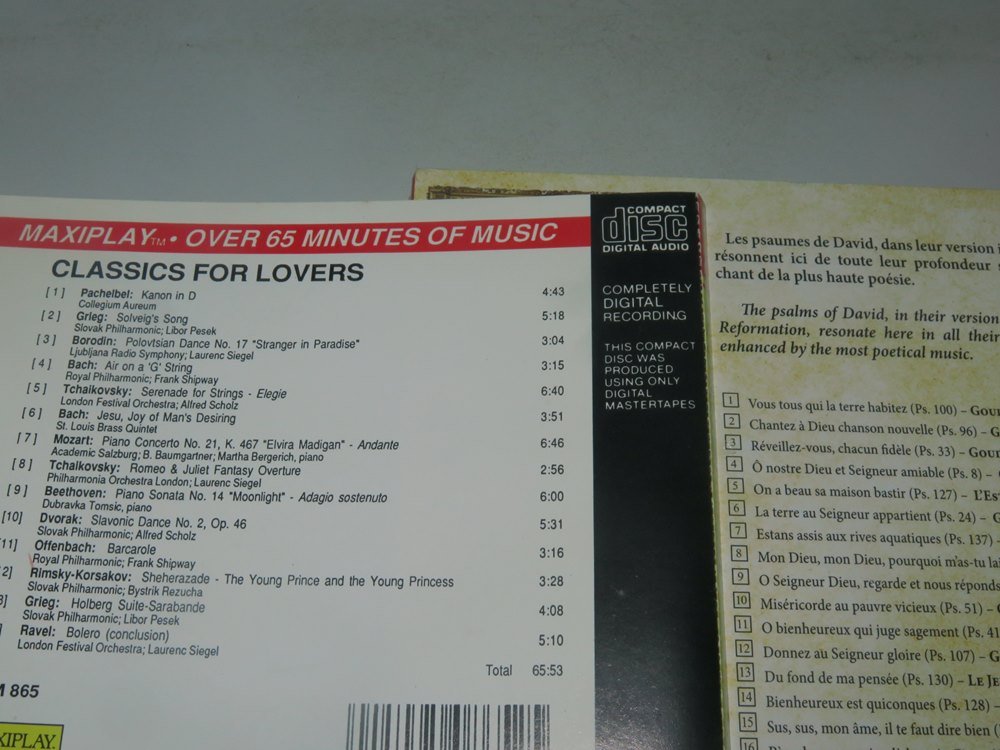 MAXIPLAY™ • OVER 65 MINUTES OF MUSIC
CLASSICS FOR LOVERS
[1] Pachelbel: Kanon in D 4:43
Collegium Aureum
[2] Grieg: Solveig's Song 5:18
Slovak Philharmonic; Libor Pesek
[3] Borodin: Polovtsian Dance No. 17 "Stranger in Paradise" 3:04
Ljubljana Radio Symphony; Laurenc Siegel
[4] Bach: Air on a 'G' String 3:15
Royal Philharmonic; Frank Shipway
[5] Tchaikovsky: Serenade for Strings - Elegie 6:40
London Festival Orchestra; Alfred Scholz
[6] Bach: Jesu, Joy of Man's Desiring 3:51
St. Louis Brass Quintet
[7] Mozart: Piano Concerto No. 21, K. 467 "Elvira Madigan" - Andante 6:46
Academic Salzburg; B. Baumgartner; Martha Bergerich, piano
[8] Tchaikovsky: Romeo & Juliet Fantasy Overture 2:56
Philharmonia Orchestra London; Laurenc Siegel
[9] Beethoven: Piano Sonata No. 14 "Moonlight" - Adagio sostenuto 6:00
Dubravka Tomsic, piano
[10] Dvorak: Slavonic Dance No. 2, Op. 46 5:31
Slovak Philharmonic; Alfred Scholz
11] Offenbach: Barcarole 3:16
Royal Philharmonic; Frank Shipway
2] Rimsky-Korsakov: Sheherazade - The Young Prince and the Young Princess 3:28
Slovak Philharmonic; Bystrik Rezucha
3] Grieg: Holberg Suite-Sarabande 4:08
Slovak Philharmonic; Libor Pesek
] Ravel: Bolero (conclusion) 5:10
London Festival Orchestra; Laurenc Siegel
Total 65:53
M 865
XIPLAY.
COMPACT
disc
DIGITAL AUDIO
COMPLETELY
DIGITAL
RECORDING
THIS COMPACT
DISC WAS
PRODUCED
USING ONLY
DIGITAL
MASTERTAPES
Les psaumes de David, dans leur version
résonnent ici de toute leur profondeur
chant de la plus haute poésie.
The psalms of David, in their version
Reformation, resonate here in all their
enhanced by the most poetical music.
1 Vous tous qui la terre habitez (Ps. 100) – GOU
2 Chantez à Dieu chanson nouvelle (Ps. 96) – G
3 Réveillez-vous, chacun fidèle (Ps. 33) – GOU
4 Ô nostre Dieu et Seigneur amiable (Ps. 8) –
5 On a beau sa maison bastir (Ps. 127) – L'ES
6 La terre au Seigneur appartient (Ps. 24) – G
7 Estans assis aux rives aquatiques (Ps. 137) –
8 Mon Dieu, mon Dieu, pourquoi m'as-tu lai
9 O Seigneur Dieu, regarde et nous réponds
10 Miséricorde au pauvre vicieux (Ps. 51) – G
11 O bienheureux qui juge sagement (Ps. 41
12 Donnez au Seigneur gloire (Ps. 107) – G
13 Du fond de ma pensée (Ps. 130) – LE JE
14 Bienheureux est quiconques (Ps. 128) –
15 Sus, sus, mon âme, il te faut dire bien (
16